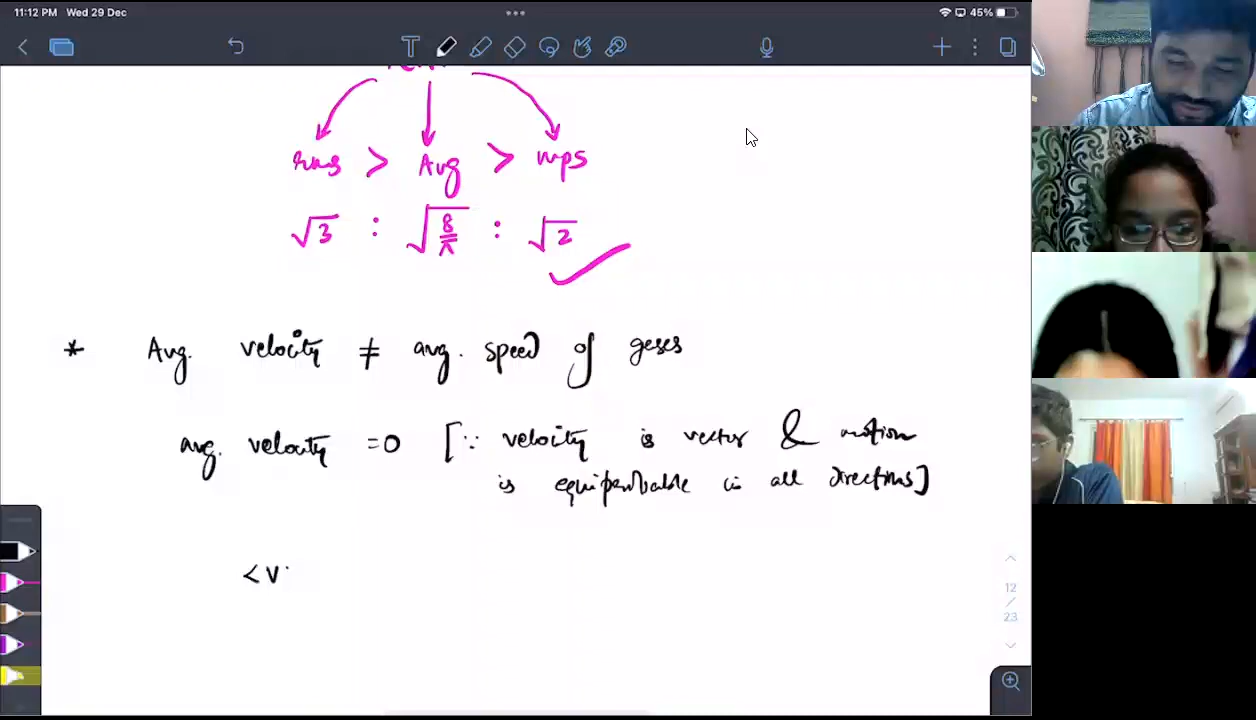 11:12 PM Wed 29 Dec
45%
rms > Avg > mps
√3 : √8/π : √2
* Avg. velocity ≠ avg. speed of geses
avg. velocity = 0 [∵ velocity is vector & motion
is equiprobable in all directions]
<v
12
/
23